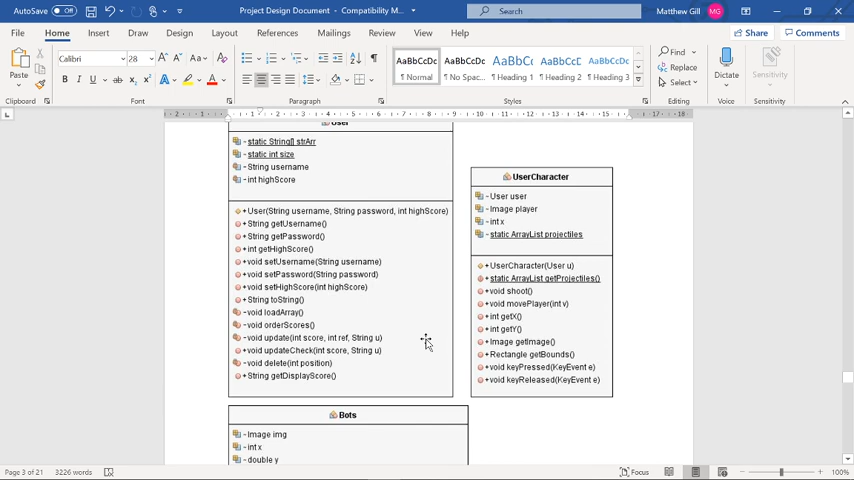 AutoSave Off
Project Design Document - Compatibility M...
Search
Matthew Gill MG
File Home Insert Draw Design Layout References Mailings Review View Help
Share Comments
Paste
Calibri 28
Find
Replace
Select
AaBbCcDc AaBbCcDc AaBbCc AaBbCcC AaBbCcDc
¶ Normal ¶ No Spac... ¶ Heading 1 ¶ Heading 2 ¶ Heading 3
Dictate Sensitivity
Clipboard Font Paragraph Styles Editing Voice Sensitivity
User
- static String[] strArr
- static int size
- String username
- int highScore
+ User(String username, String password, int highScore)
+ String getUsername()
+ String getPassword()
+ int getHighScore()
+ void setUsername(String username)
+ void setPassword(String password)
+ void setHighScore(int highScore)
+ String toString()
- void loadArray()
- void orderScores()
- void update(int score, int ref, String u)
+ void updateCheck(int score, String u)
- void delete(int position)
+ String getDisplayScore()
UserCharacter
- User user
- Image player
- int x
- static ArrayList projectiles
+ UserCharacter(User u)
+ static ArrayList getProjectiles()
+ void shoot()
+ void movePlayer(int v)
+ int getX()
+ int getY()
+ Image getImage()
+ Rectangle getBounds()
+ void keyPressed(KeyEvent e)
+ void keyReleased(KeyEvent e)
Bots
- Image img
- int x
- double y
Page 3 of 21 3226 words
Focus
100%